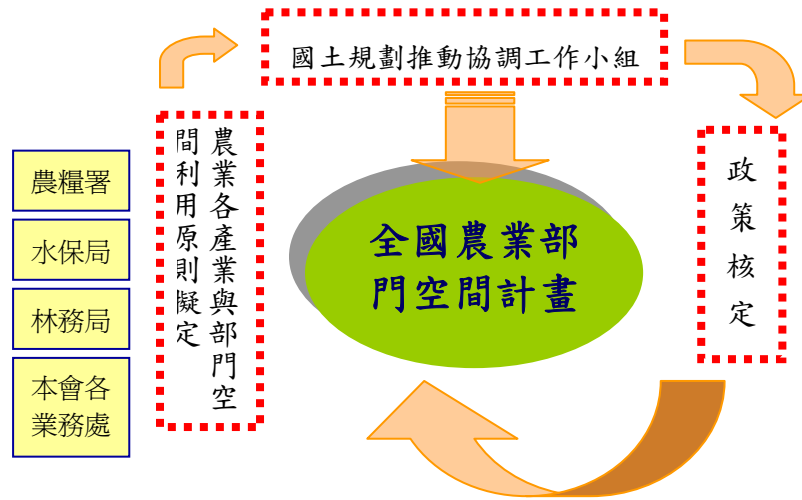 國土規劃推動協調工作小組
農糧署
水保局
林務局
本會各
業務處
農業各產業與部門空
間利用原則擬定
全國農業部
門空間計畫
政策核定